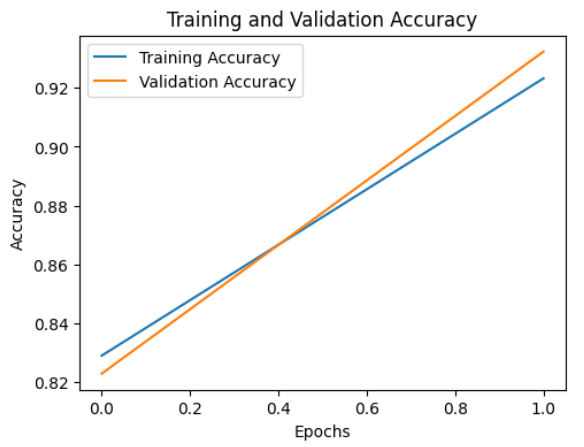 Training and Validation Accuracy
Training Accuracy
Validation Accuracy
Accuracy
0.92
0.90
0.88
0.86
0.84
0.82
0.0 0.2 0.4 0.6 0.8 1.0
Epochs